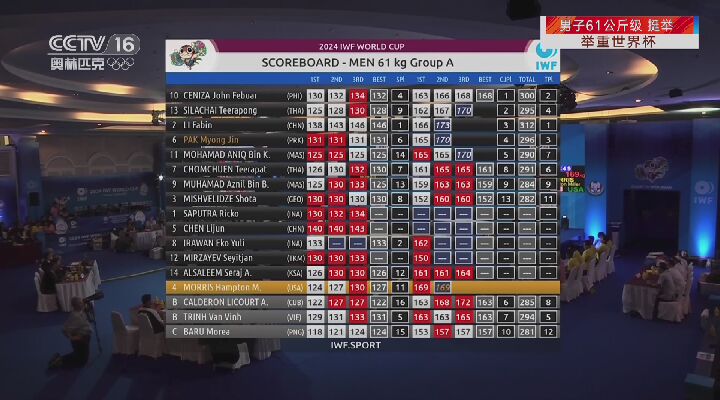 CCTV 16
奥林匹克
男子61公斤级 挺举
举重世界杯
2024 IWF WORLD CUP
SCOREBOARD - MEN 61 kg Group A
IWF
1ST 2ND 3RD BEST SPL 1ST 2ND 3RD BEST CJPL TOTAL TPL
10 CENIZA John Febuar (PHI) 130 132 134 132 4 163 166 168 168 1 300 2
13 SILACHAI Teerapong (THA) 125 128 130 128 9 162 167 170 2 295 4
2 LI Fabin (CHN) 138 143 146 146 1 166 173 3 312 1
6 PAK Myong Jin (PRK) 131 131 131 131 6 165 170 4 296 3
11 MOHAMAD ANIQ Bin K. (MAS) 125 125 125 125 14 165 165 170 5 290 7
7 CHOMCHUEN Teerapat (THA) 126 130 132 130 7 161 165 165 161 8 291 6
9 MUHAMAD Aznil Bin B. (MAS) 125 130 133 125 13 159 163 163 159 9 284 9
3 MISHVELIDZE Shota (GEO) 130 130 130 130 8 152 160 160 152 13 282 11
1 SAPUTRA Ricko (INA) 130 132 134 --- --- --- --- --- --- ---
5 CHEN Lijun (CHN) 140 140 143 --- --- --- --- --- --- ---
8 IRAWAN Eko Yuli (INA) 133 --- --- 133 2 162
12 MIRZAYEV Seyitjan (TKM) 130 130 133 --- --- 150
14 ALSALEEM Seraj A. (KSA) 126 130 130 126 12 161 161 164 --- --- --- ---
4 MORRIS Hampton M. (USA) 124 127 130 127 11 169 169
B CALDERON LICOURT A. (CUB) 122 127 127 122 16 163 168 172 163 6 285 8
B TRINH Van Vinh (VIE) 129 131 133 131 5 163 163 165 163 7 294 5
C BARU Morea (PNG) 118 121 124 124 15 153 157 157 157 10 281 12
IWF.SPORT